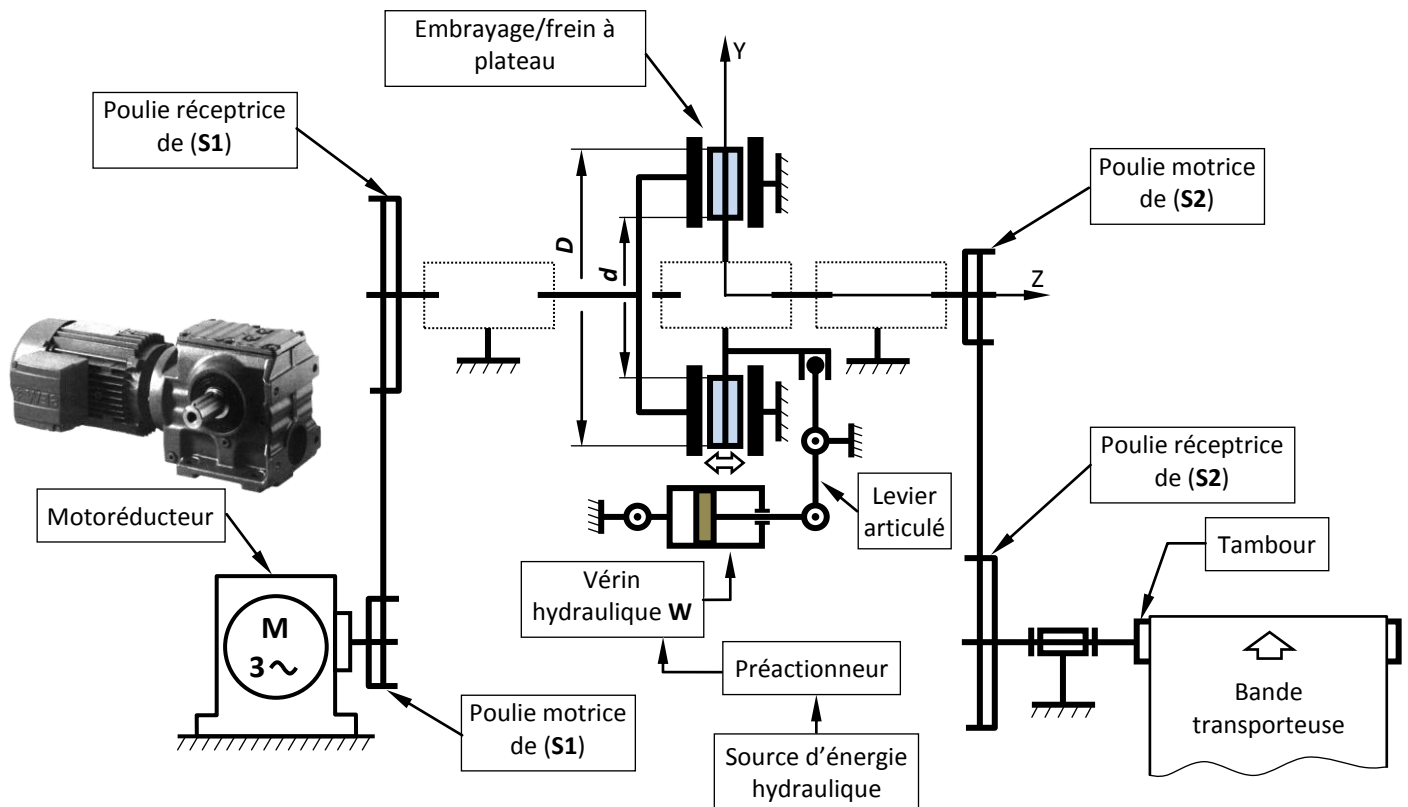 Embrayage/frein à
plateau
Y
Poulie réceptrice
de (S1)
Poulie motrice
de (S2)
D
d
Z
Poulie réceptrice
de (S2)
Motoréducteur
Levier
articulé
Tambour
Vérin
hydraulique W
M
3～
Préactionneur
Bande
transporteuse
Poulie motrice
de (S1)
Source d’énergie
hydraulique